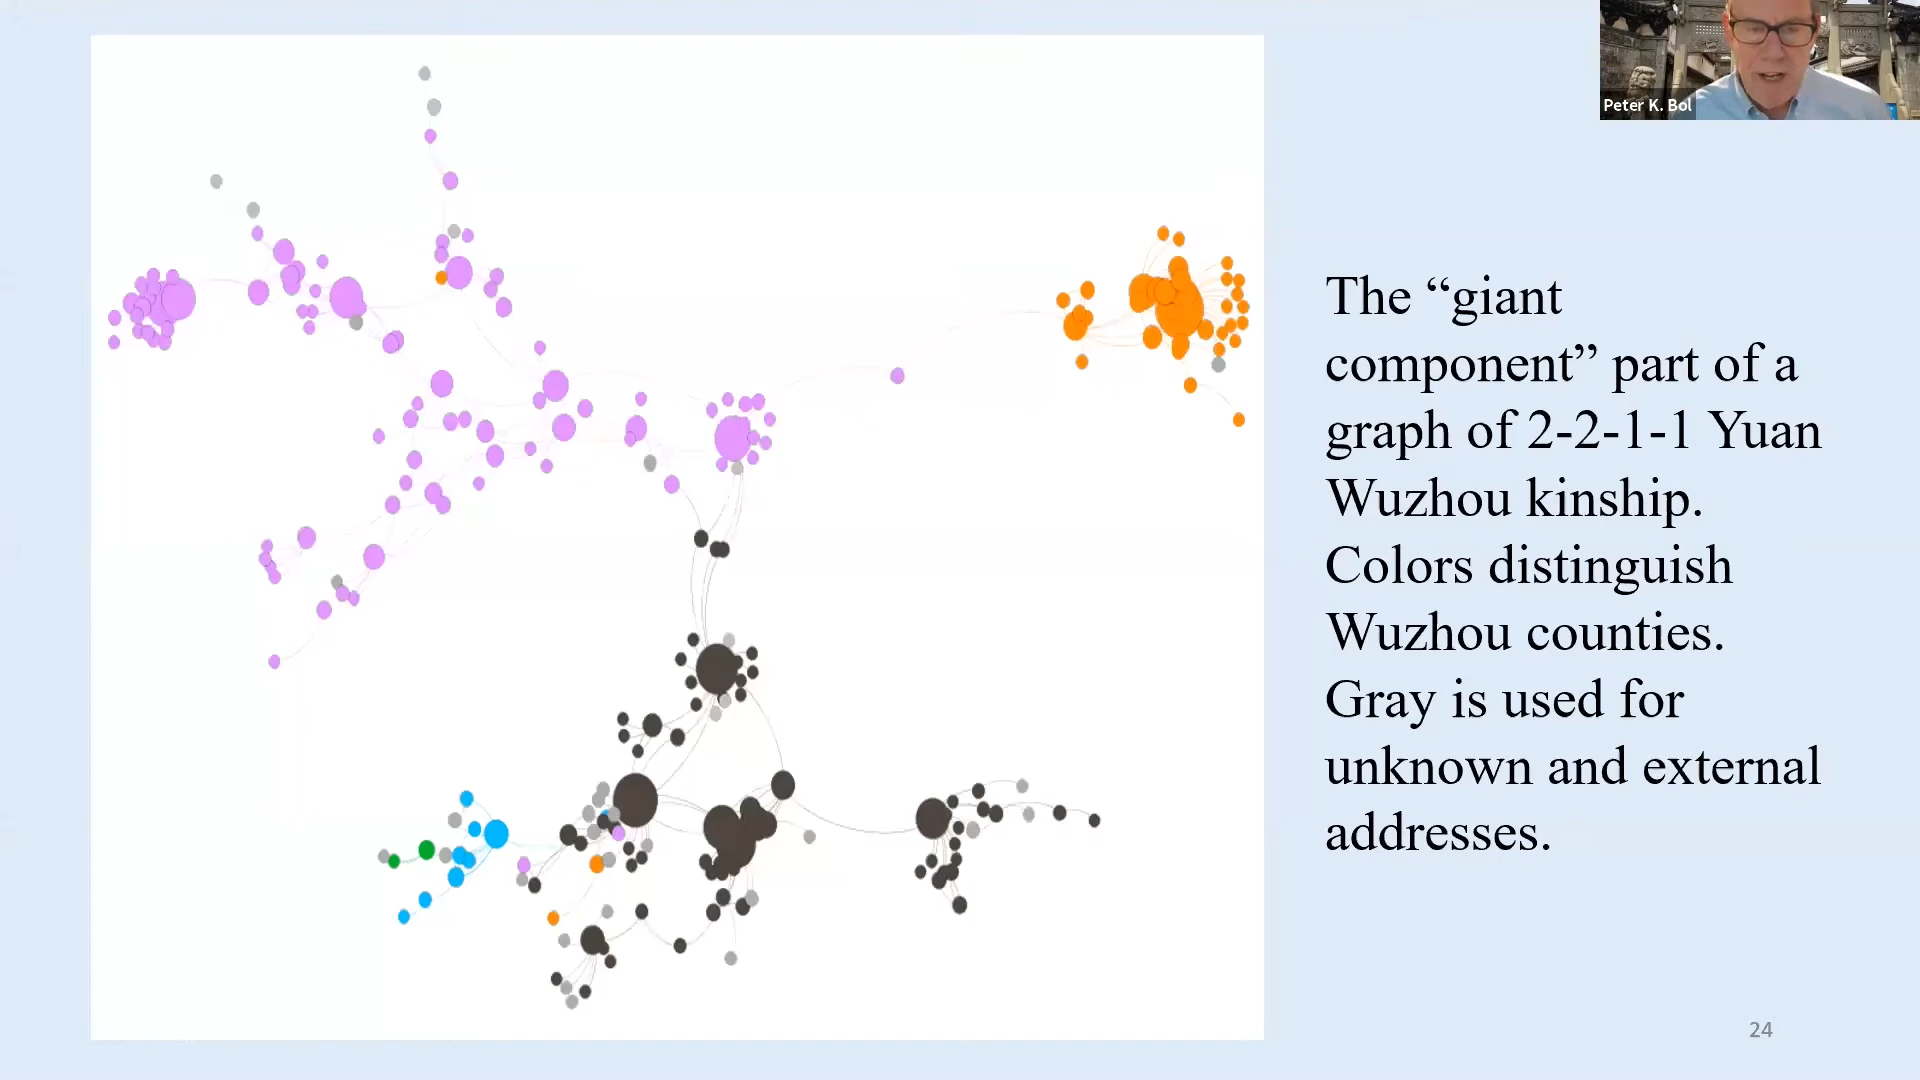 Peter K. Bol
The “giant
component” part of a
graph of 2-2-1-1 Yuan
Wuzhou kinship.
Colors distinguish
Wuzhou counties.
Gray is used for
unknown and external
addresses.
24